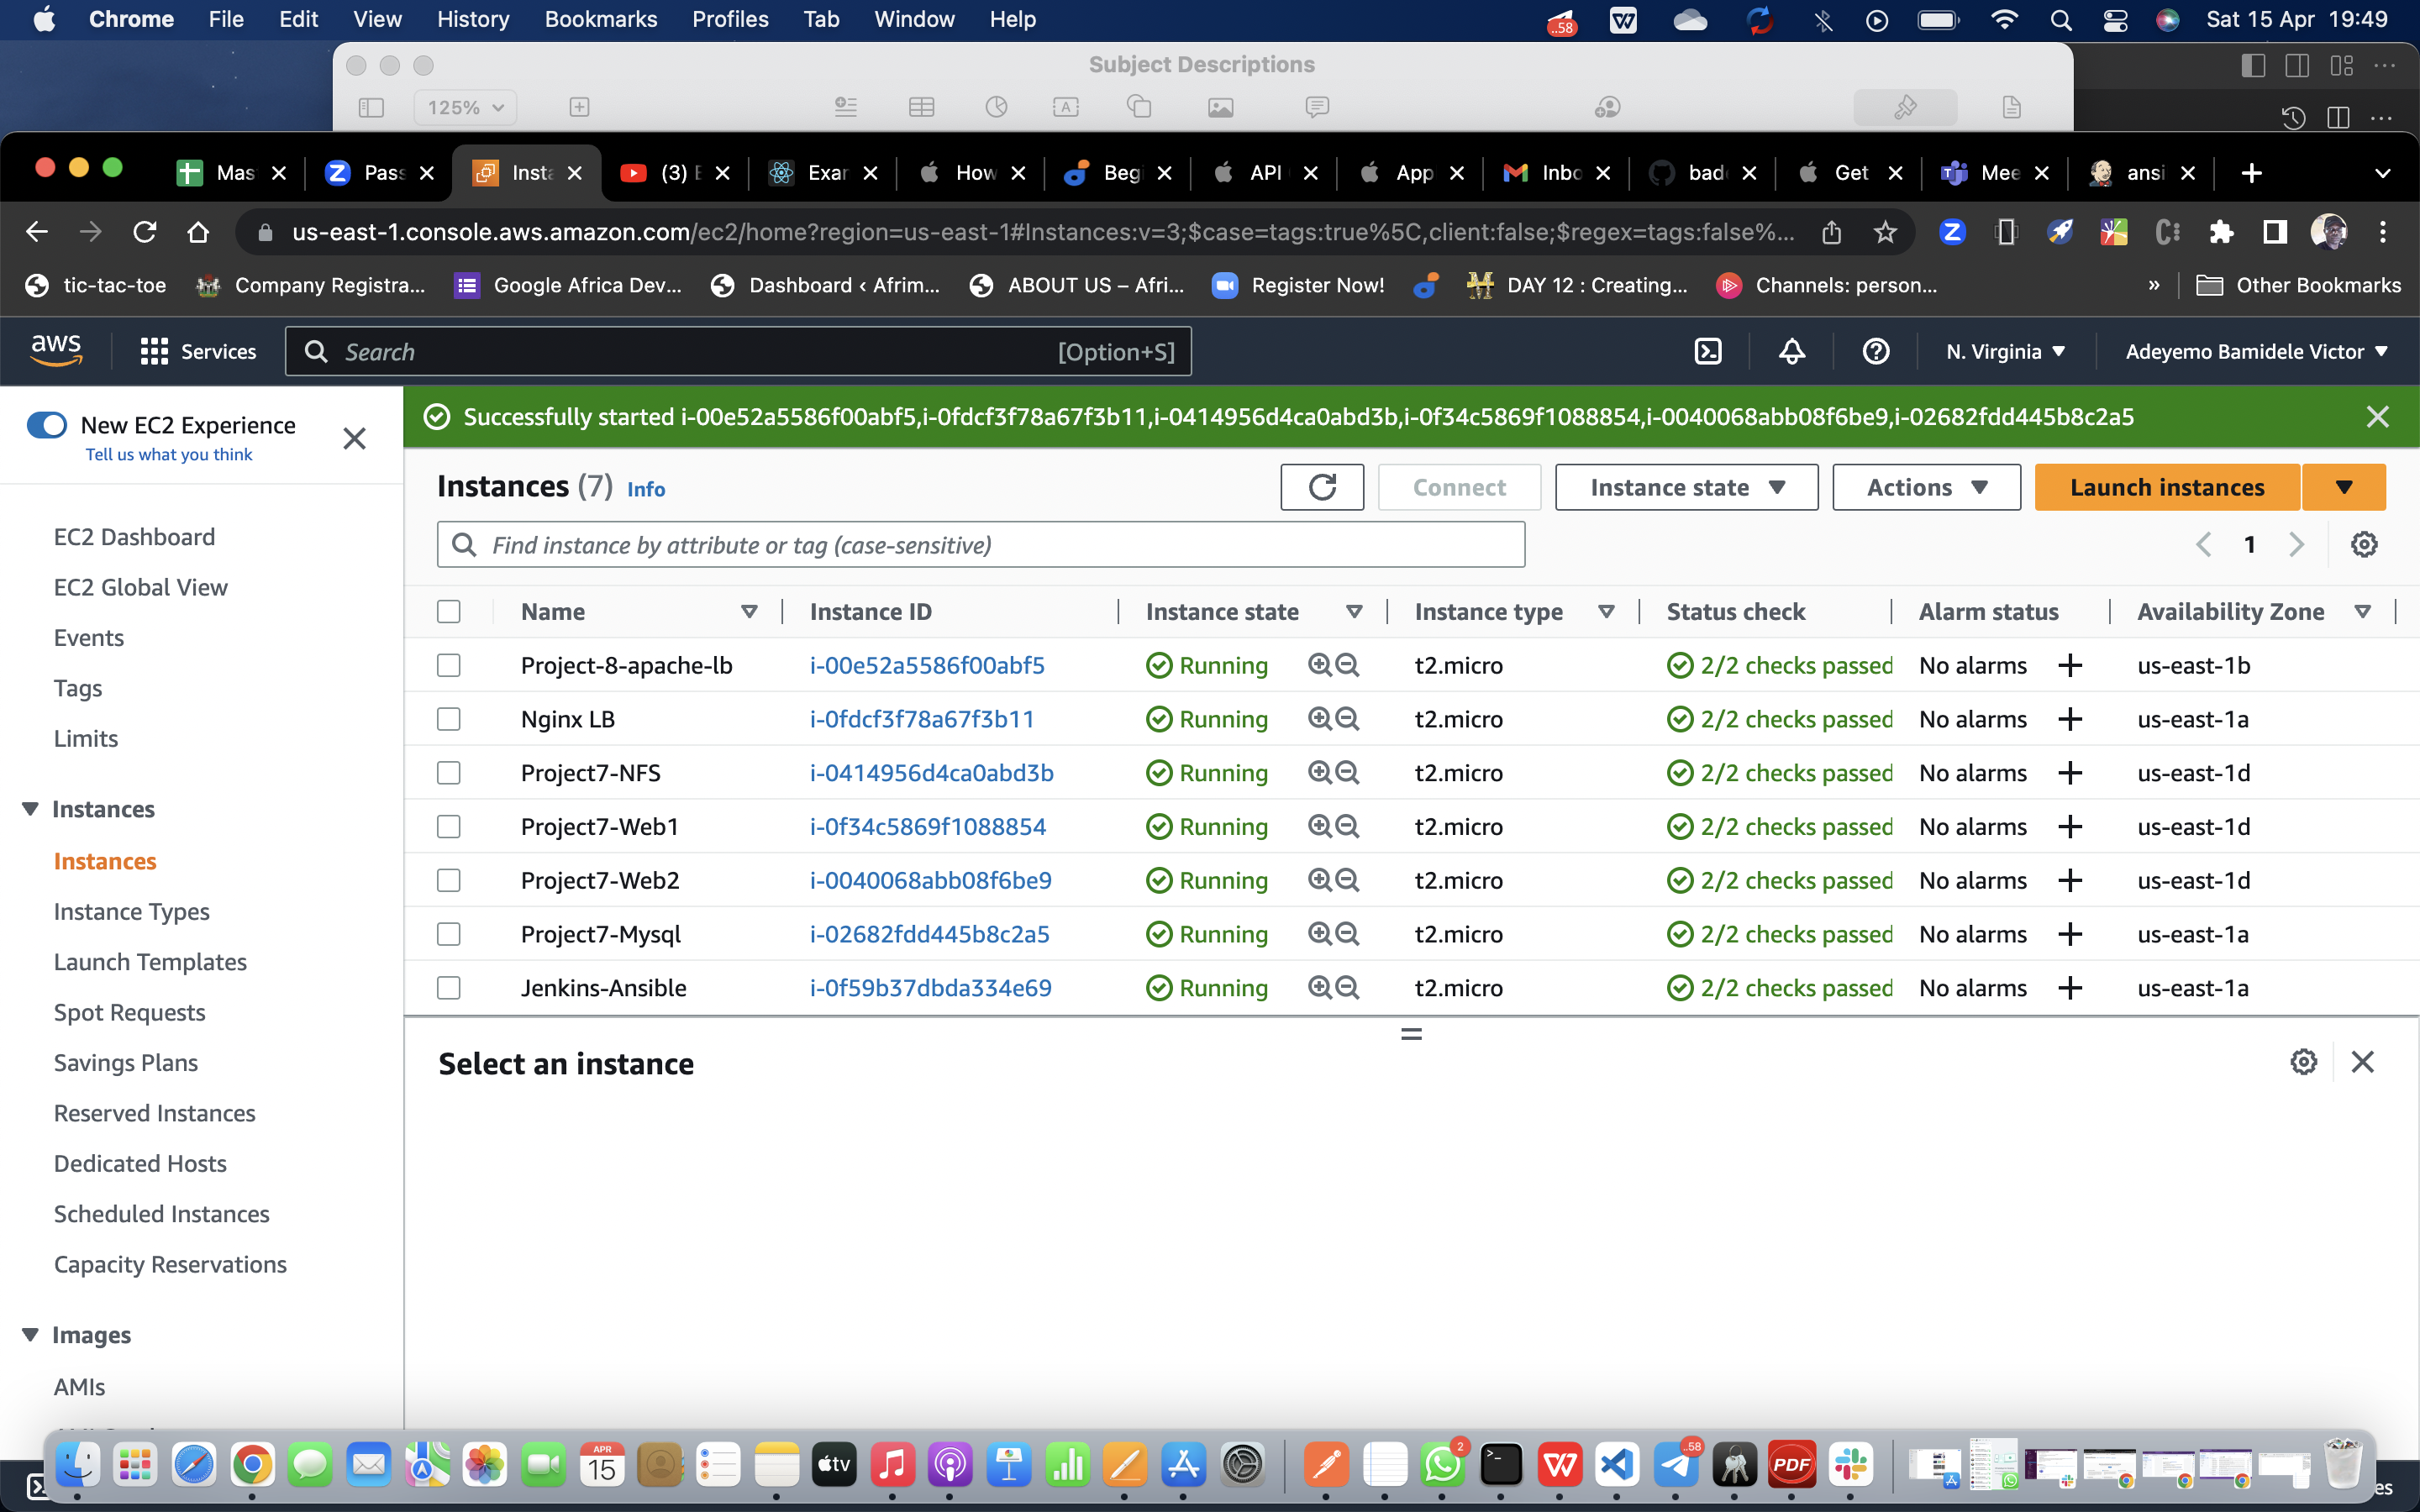 Chrome File Edit View History Bookmarks Profiles Tab Window Help
..58
Sat 15 Apr 19:49
Subject Descriptions
125%
Mas
Pass
Insta
(3) E
Exar
How
Beg
API
App
Inbo
bad
Get
Mee
ansi
us-east-1.console.aws.amazon.com/ec2/home?region=us-east-1#Instances:v=3;$case=tags:true%5C,client:false;$regex=tags:false%...
tic-tac-toe
Company Registra...
Google Africa Dev...
Dashboard ‹ Afrim...
ABOUT US – Afri...
Register Now!
DAY 12 : Creating...
Channels: person...
»
Other Bookmarks
aws
Services
Search
[Option+S]
N. Virginia
Adeyemo Bamidele Victor
New EC2 Experience
Tell us what you think
EC2 Dashboard
EC2 Global View
Events
Tags
Limits
Instances
Instances
Instance Types
Launch Templates
Spot Requests
Savings Plans
Reserved Instances
Dedicated Hosts
Scheduled Instances
Capacity Reservations
Images
AMIs
Successfully started i-00e52a5586f00abf5,i-0fdcf3f78a67f3b11,i-0414956d4ca0abd3b,i-0f34c5869f1088854,i-0040068abb08f6be9,i-02682fdd445b8c2a5
Instances (7) Info
Connect
Instance state
Actions
Launch instances
Find instance by attribute or tag (case-sensitive)
1
Name Instance ID Instance state Instance type Status check Alarm status Availability Zone
Project-8-apache-lb i-00e52a5586f00abf5 Running t2.micro 2/2 checks passed No alarms + us-east-1b
Nginx LB i-0fdcf3f78a67f3b11 Running t2.micro 2/2 checks passed No alarms + us-east-1a
Project7-NFS i-0414956d4ca0abd3b Running t2.micro 2/2 checks passed No alarms + us-east-1d
Project7-Web1 i-0f34c5869f1088854 Running t2.micro 2/2 checks passed No alarms + us-east-1d
Project7-Web2 i-0040068abb08f6be9 Running t2.micro 2/2 checks passed No alarms + us-east-1d
Project7-Mysql i-02682fdd445b8c2a5 Running t2.micro 2/2 checks passed No alarms + us-east-1a
Jenkins-Ansible i-0f59b37dbda334e69 Running t2.micro 2/2 checks passed No alarms + us-east-1a
Select an instance
APR
15
tv
2
..58
PDF
es